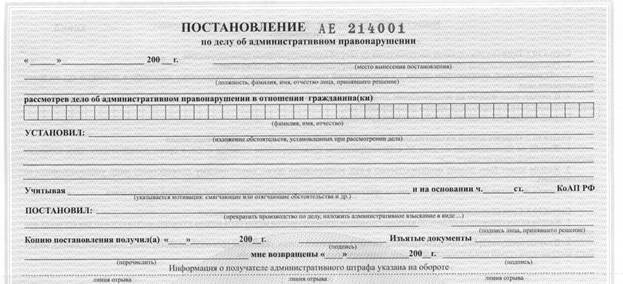 ПОСТАНОВЛЕНИЕ АЕ 214001
по делу об административном правонарушении
« » 200 г.
(место вынесения постановления)
(должность, фамилия, имя, отчество лица, принявшего решение)
рассмотрев дело об административном правонарушении в отношении гражданина(ки)
(фамилия, имя, отчество)
УСТАНОВИЛ:
(изложение обстоятельств, установленных при рассмотрении дела)
Учитывая и на основании ч. ст. КоАП РФ
(указывается мотивация: смягчающие или отягчающие обстоятельства и др.)
ПОСТАНОВИЛ:
(прекратить производство по делу, наложить административное взыскание в виде ...)
(подпись лица, принявшего решение)
Копию постановления получил(а) « » 200 г. Изъятые документы
(подпись)
мне возвращены « » 200 г.
(перечислить) (подпись)
Информация о получателе административного штрафа указана на обороте
линия отрыва линия отрыва линия отрыва